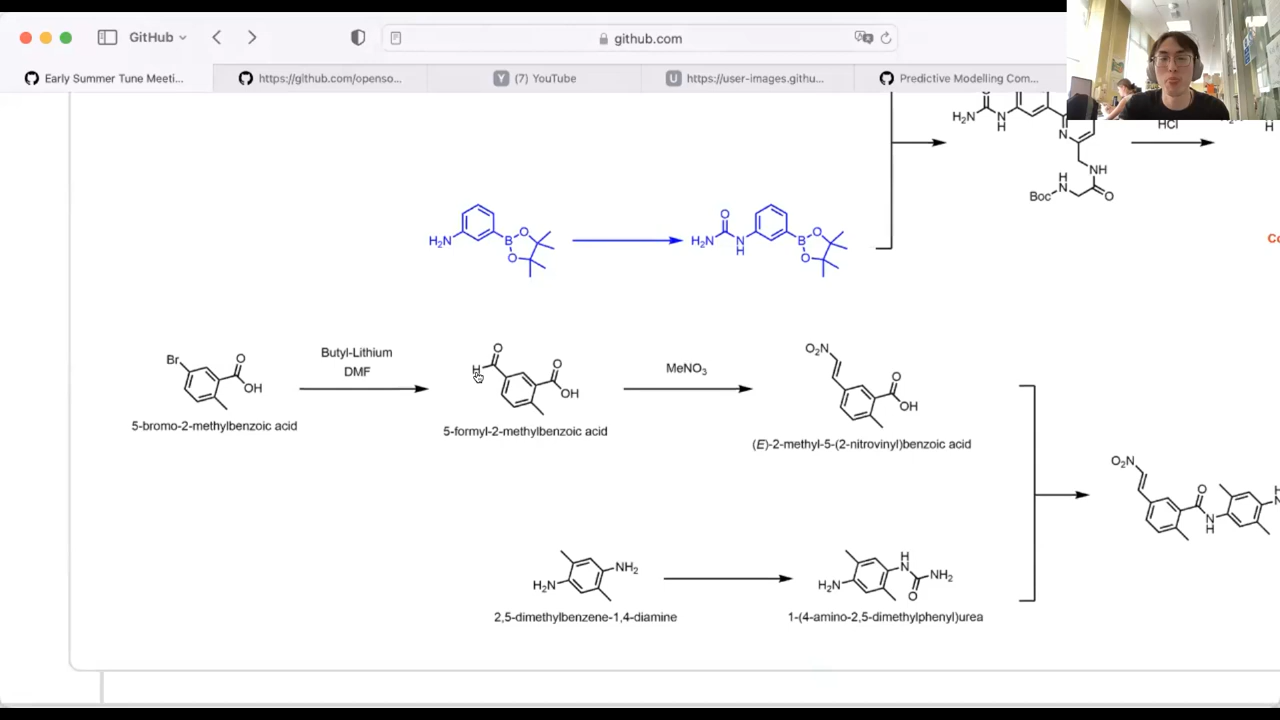 GitHub
github.com
Early Summer Tune Meeti...
https://github.com/openso...
Y
(7) YouTube
U
https://user-images.githu...
Predictive Modelling Com...
H₂N
N
H
N
HCl
H
NH
H
N
Boc
O
H₂N
B
O
O
O
H₂N
N
H
B
O
O
Co
Br
O
OH
Butyl-Lithium
DMF
O
H
O
OH
MeNO₃
O₂N
O
OH
5-bromo-2-methylbenzoic acid
5-formyl-2-methylbenzoic acid
(E)-2-methyl-5-(2-nitrovinyl)benzoic acid
O₂N
O
N
H
H
N
H₂N
NH₂
H₂N
H
N
O
NH₂
2,5-dimethylbenzene-1,4-diamine
1-(4-amino-2,5-dimethylphenyl)urea